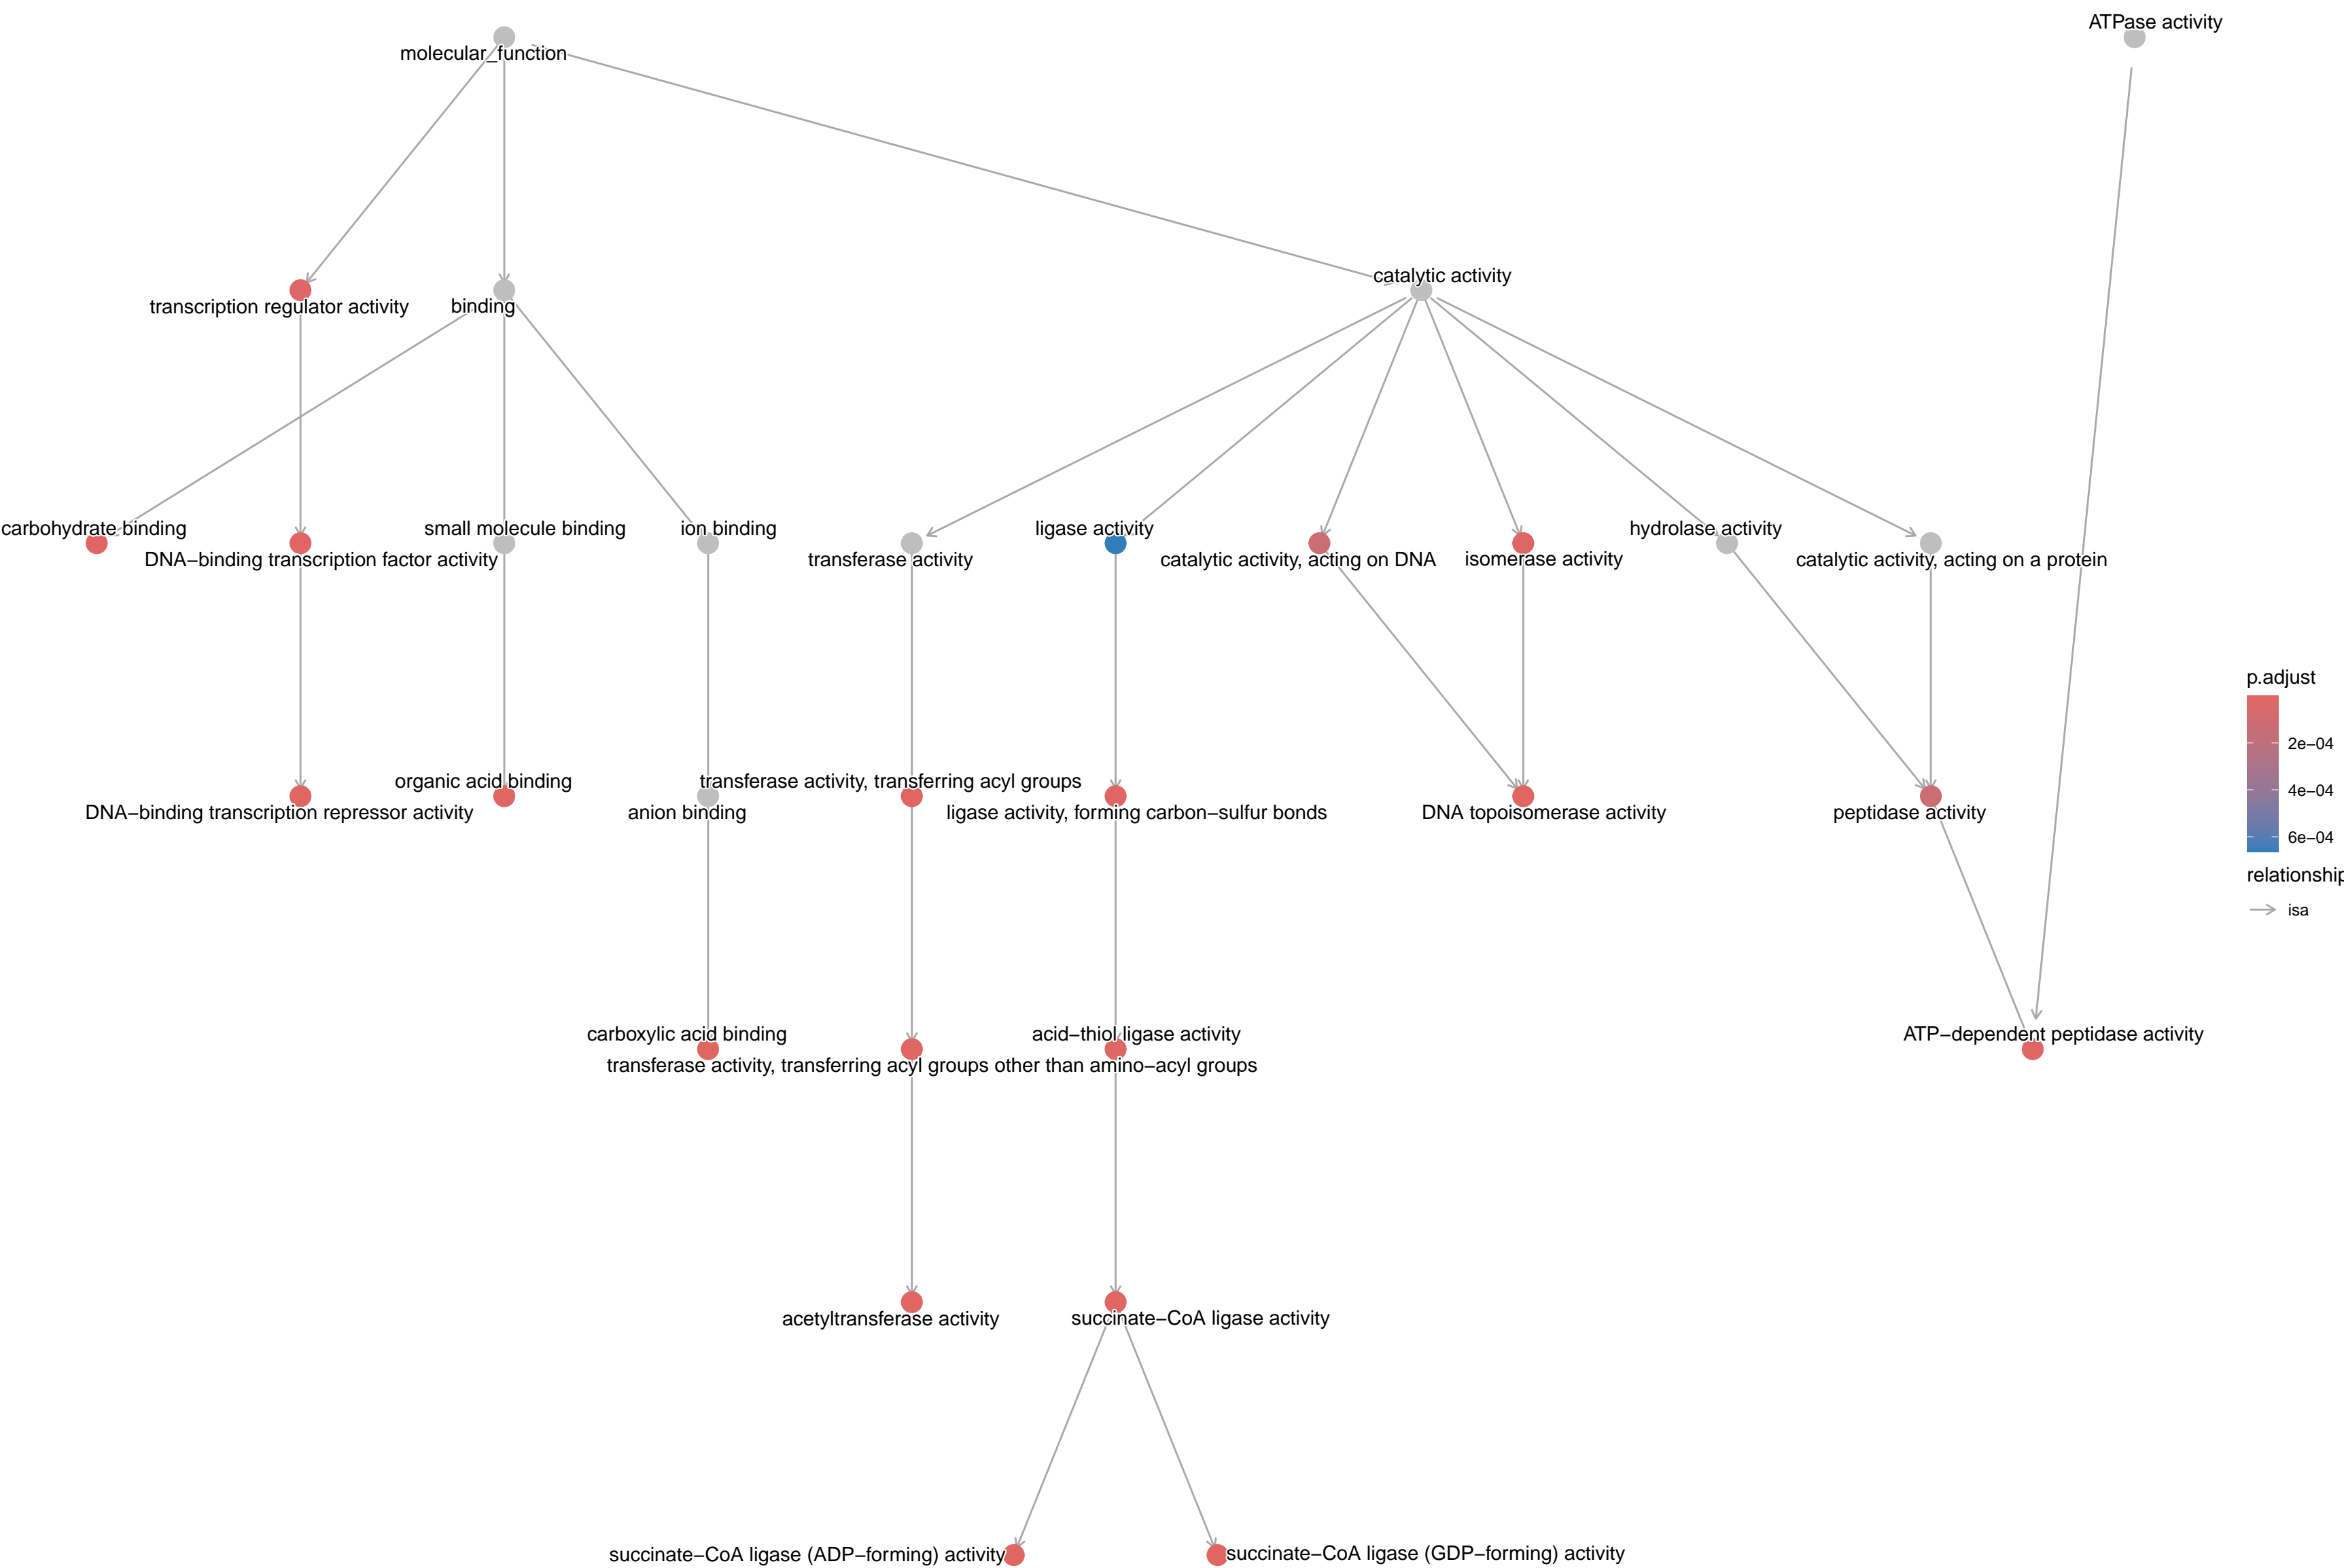 ATPase activity
molecular_function
catalytic activity
transcription regulator activity
binding
carbohydrate binding
small molecule binding
ion binding
ligase activity
hydrolase activity
DNA−binding transcription factor activity
transferase activity
catalytic activity, acting on DNA
isomerase activity
catalytic activity, acting on a protein
p.adjust
2e−04
4e−04
6e−04
relationship
isa
organic acid binding
transferase activity, transferring acyl groups
DNA−binding transcription repressor activity
anion binding
ligase activity, forming carbon−sulfur bonds
DNA topoisomerase activity
peptidase activity
carboxylic acid binding
acid−thiol ligase activity
ATP−dependent peptidase activity
transferase activity, transferring acyl groups other than amino−acyl groups
acetyltransferase activity
succinate−CoA ligase activity
succinate−CoA ligase (ADP−forming) activity
succinate−CoA ligase (GDP−forming) activity